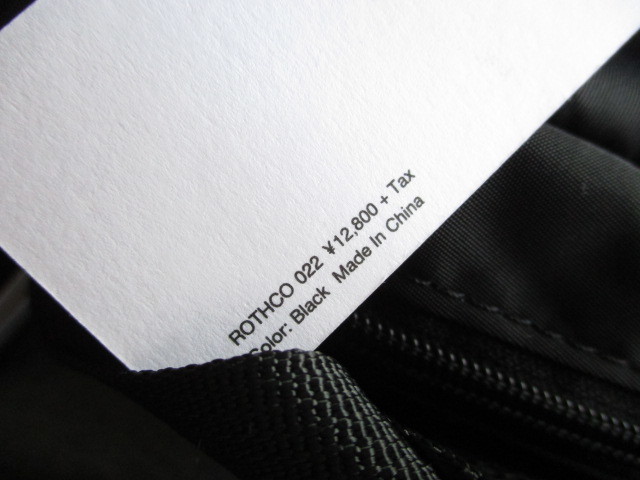 ROTHCO 022 ¥12,800 + Tax
Color: Black Made In China